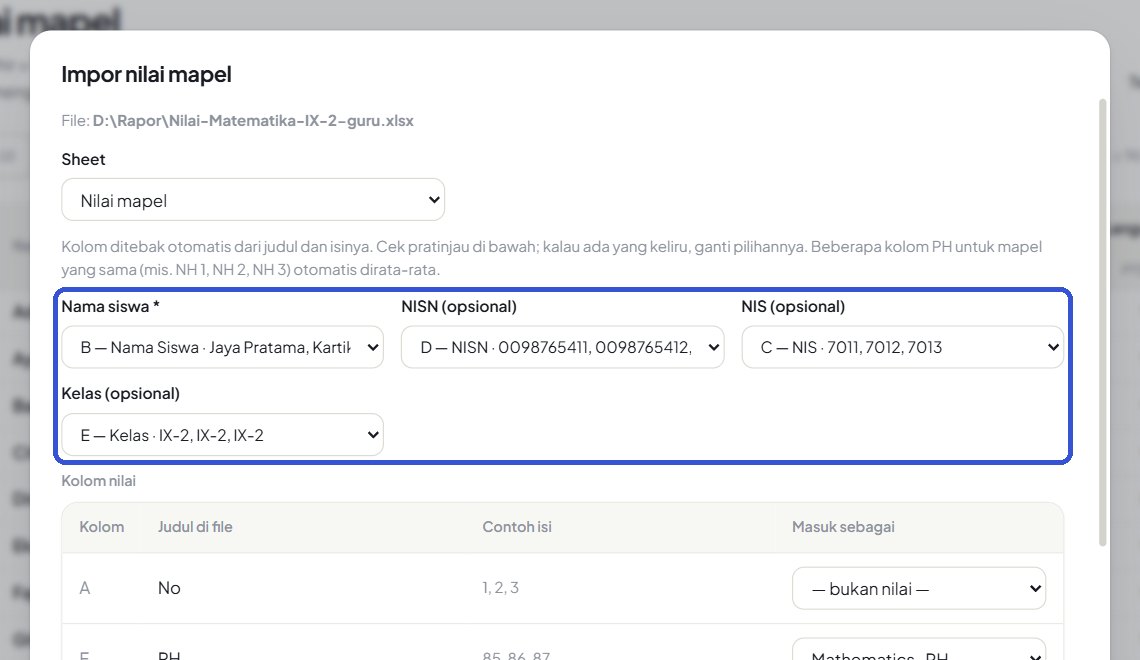 i mapel
Impor nilai mapel
File: D:\Rapor\Nilai-Matematika-IX-2-guru.xlsx
Sheet
Nilai mapel
Kolom ditebak otomatis dari judul dan isinya. Cek pratinjau di bawah; kalau ada yang keliru, ganti pilihannya. Beberapa kolom PH untuk mapel
yang sama (mis. NH 1, NH 2, NH 3) otomatis dirata-rata.
Nama siswa * NISN (opsional) NIS (opsional)
B — Nama Siswa · Jaya Pratama, Kartik D — NISN · 0098765411, 0098765412, C — NIS · 7011, 7012, 7013
Kelas (opsional)
E — Kelas · IX-2, IX-2, IX-2
Kolom nilai
Kolom Judul di file Contoh isi Masuk sebagai
A No 1, 2, 3 — bukan nilai —
PH 85, 86, 87 Mathematics · PH